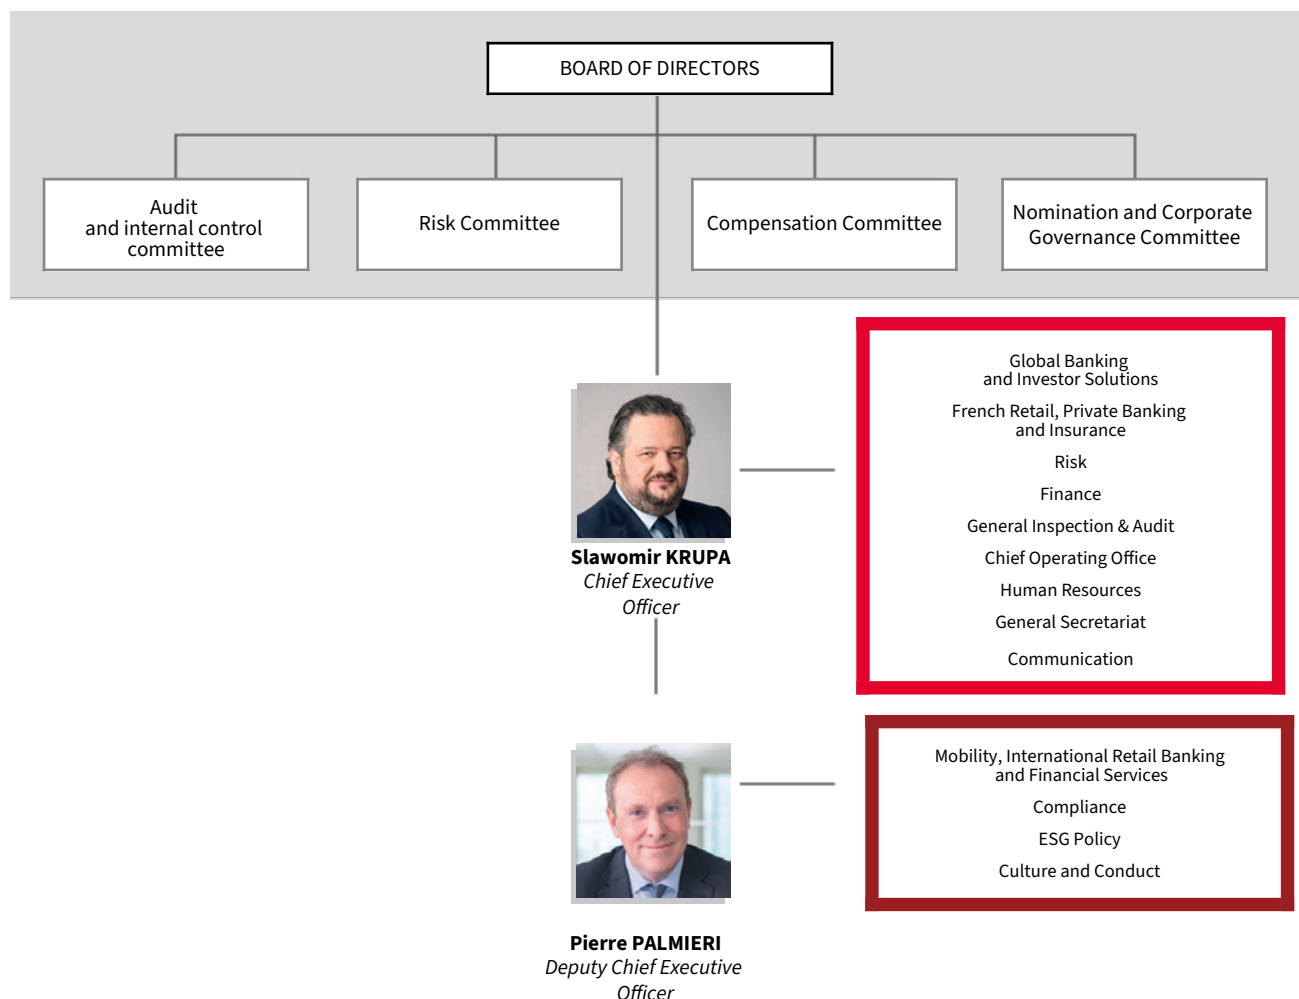 BOARD OF DIRECTORS
Audit
and internal control
committee
Risk Committee
Compensation Committee
Nomination and Corporate
Governance Committee
Slawomir KRUPA
Chief Executive
Officer
Global Banking
and Investor Solutions
French Retail, Private Banking
and Insurance
Risk
Finance
General Inspection & Audit
Chief Operating Office
Human Resources
General Secretariat
Communication
Pierre PALMIERI
Deputy Chief Executive
Officer
Mobility, International Retail Banking
and Financial Services
Compliance
ESG Policy
Culture and Conduct